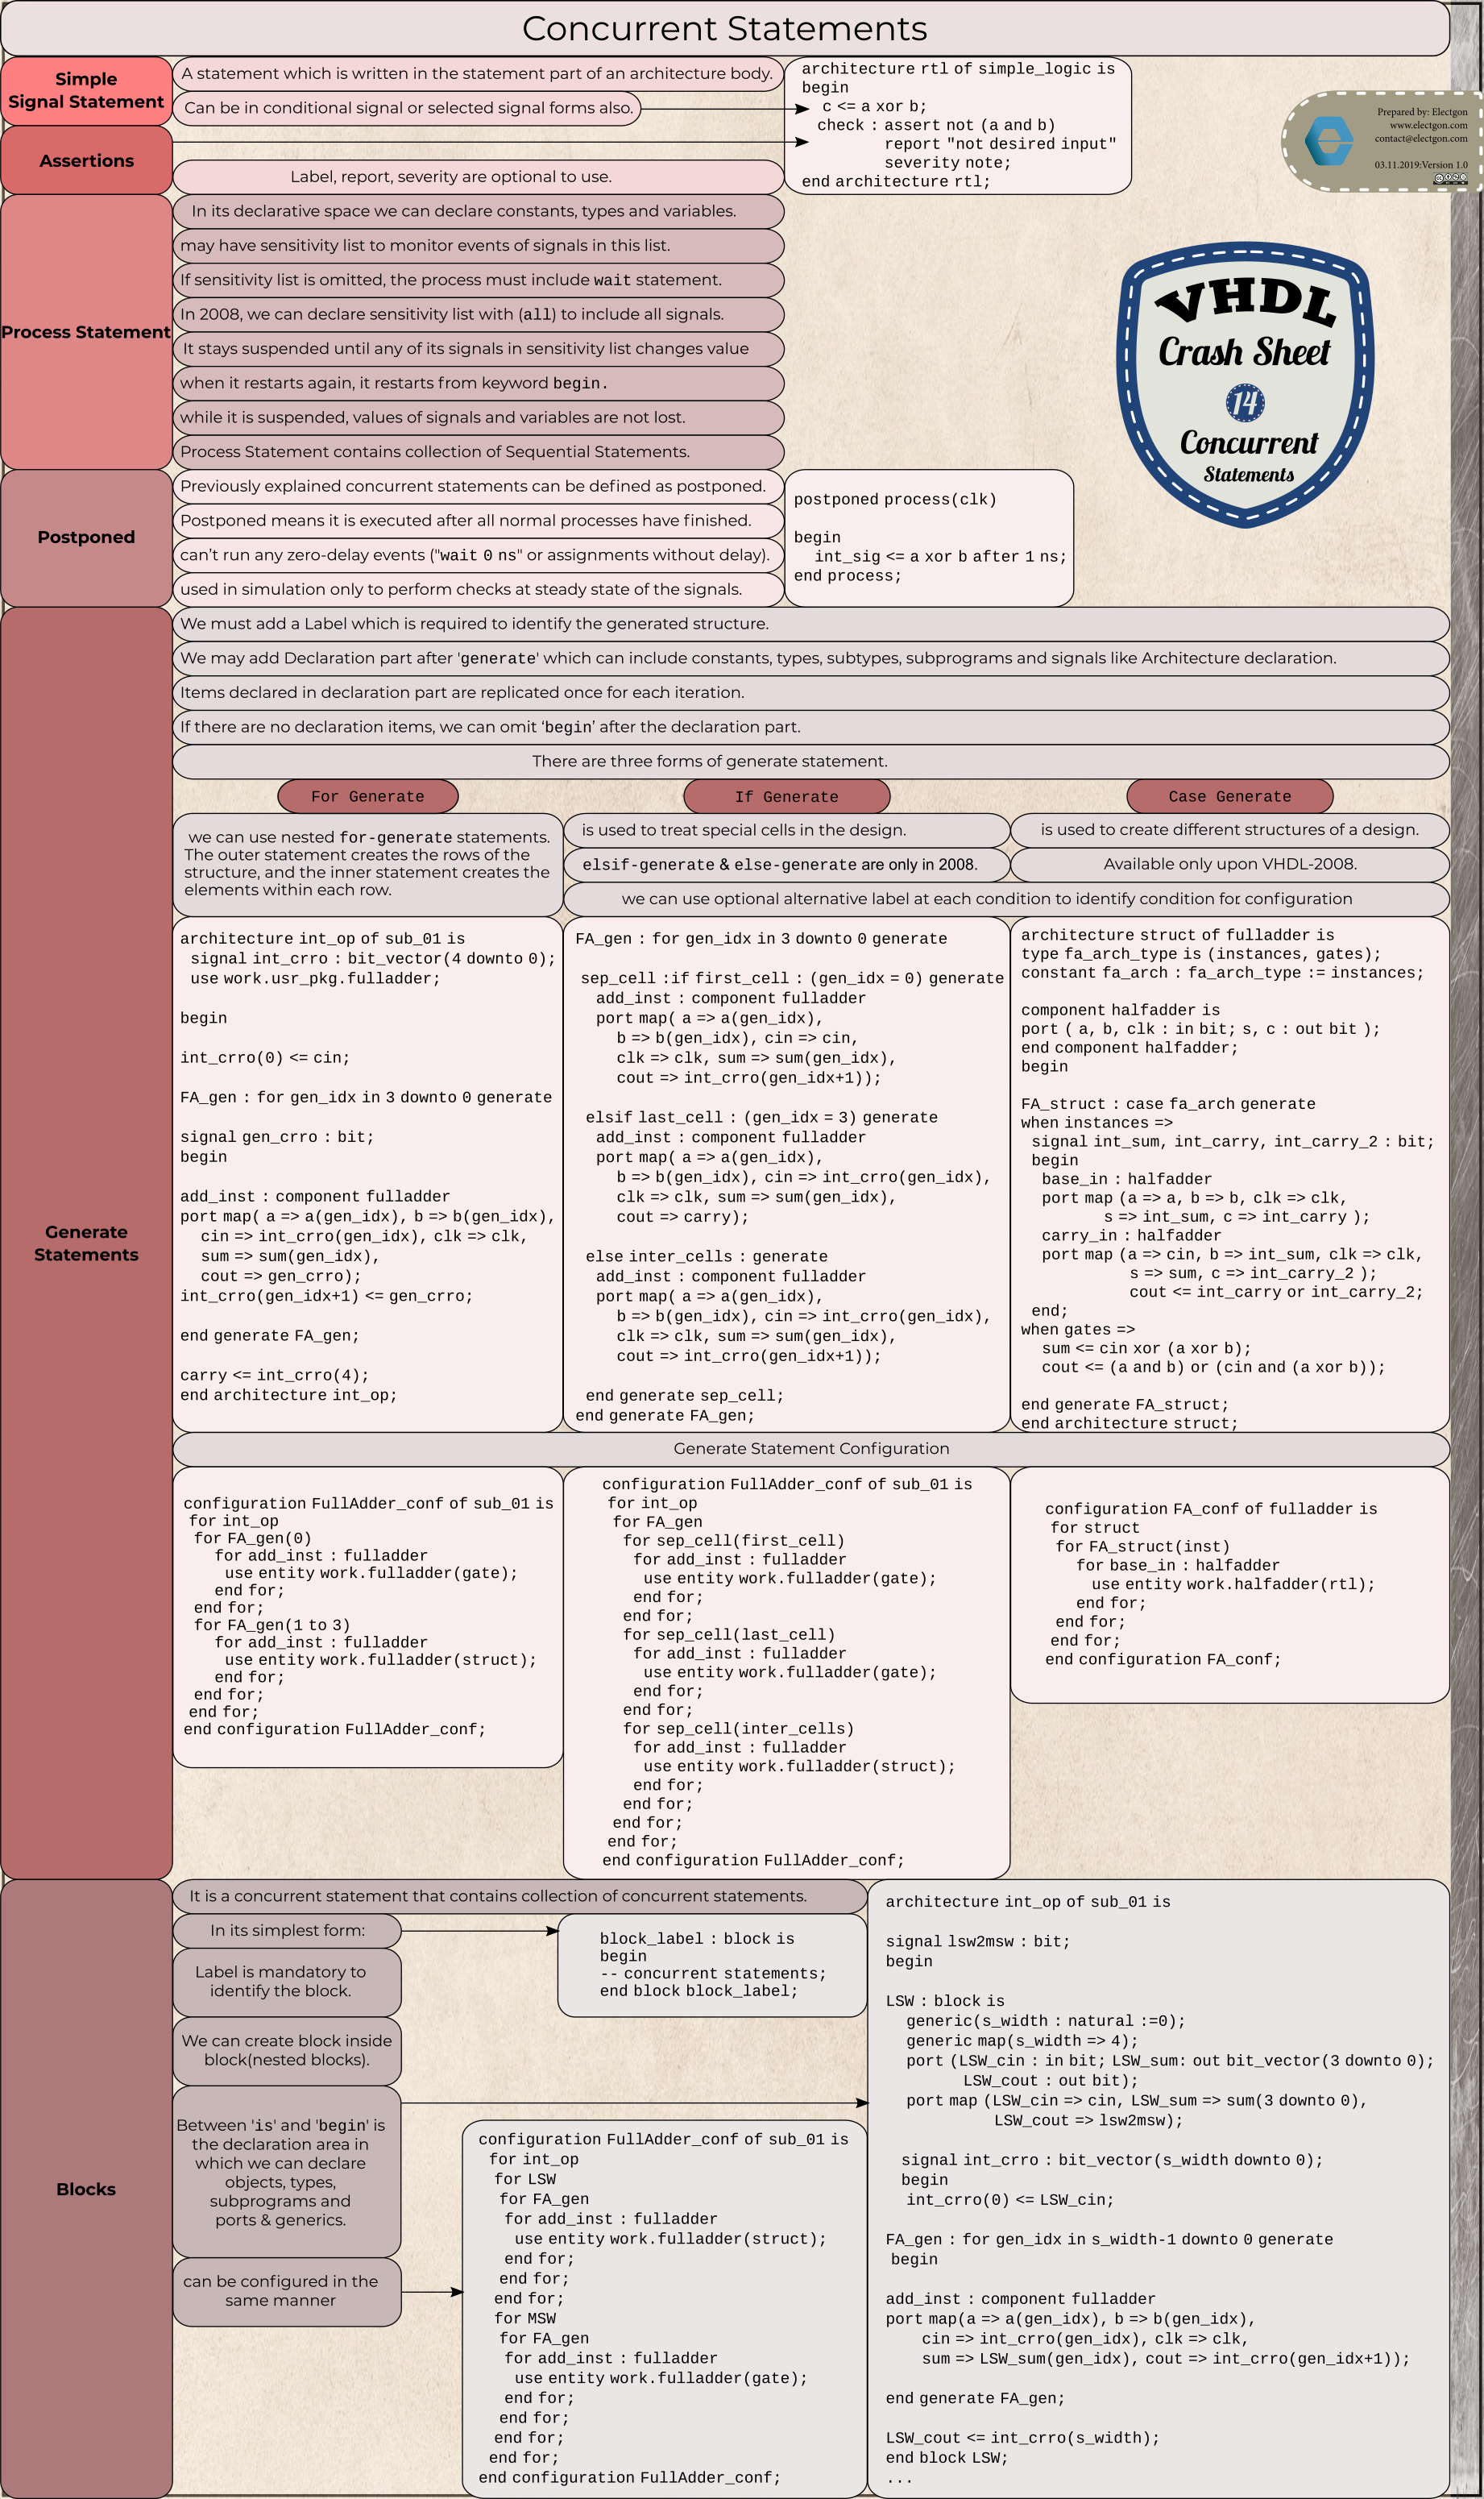 Concurrent Statements
Simple
Signal Statement
A statement which is written in the statement part of an architecture body.
Can be in conditional signal or selected signal forms also.
Assertions
Label, report, severity are optional to use.
architecture rtl of simple_logic is
begin
c <= a xor b;
check : assert not (a and b)
report "not desired input"
severity note;
end architecture rtl;
Prepared by: Electgon
www.electgon.com
contact@electgon.com
03.11.2019:Version 1.0
VHDL
Crash Sheet
14
Concurrent
Statements
Process Statement
In its declarative space we can declare constants, types and variables.
may have sensitivity list to monitor events of signals in this list.
If sensitivity list is omitted, the process must include wait statement.
In 2008, we can declare sensitivity list with (all) to include all signals.
It stays suspended until any of its signals in sensitivity list changes value
when it restarts again, it restarts from keyword begin.
while it is suspended, values of signals and variables are not lost.
Process Statement contains collection of Sequential Statements.
Postponed
Previously explained concurrent statements can be defined as postponed.
Postponed means it is executed after all normal processes have finished.
can't run any zero-delay events ("wait 0 ns" or assignments without delay).
used in simulation only to perform checks at steady state of the signals.
postponed process(clk)
begin
int_sig <= a xor b after 1 ns;
end process;
Generate
Statements
We must add a Label which is required to identify the generated structure.
We may add Declaration part after 'generate' which can include constants, types, subtypes, subprograms and signals like Architecture declaration.
Items declared in declaration part are replicated once for each iteration.
If there are no declaration items, we can omit ‘begin’ after the declaration part.
There are three forms of generate statement.
For Generate
we can use nested for-generate statements.
The outer statement creates the rows of the
structure, and the inner statement creates the
elements within each row.
If Generate
is used to treat special cells in the design.
elsif-generate & else-generate are only in 2008.
Case Generate
is used to create different structures of a design.
Available only upon VHDL-2008.
we can use optional alternative label at each condition to identify condition for configuration
architecture int_op of sub_01 is
signal int_crro : bit_vector(4 downto 0);
use work.usr_pkg.fulladder;
begin
int_crro(0) <= cin;
FA_gen : for gen_idx in 3 downto 0 generate
signal gen_crro : bit;
begin
add_inst : component fulladder
port map( a => a(gen_idx), b => b(gen_idx),
cin => int_crro(gen_idx), clk => clk,
sum => sum(gen_idx),
cout => gen_crro);
int_crro(gen_idx+1) <= gen_crro;
end generate FA_gen;
carry <= int_crro(4);
end architecture int_op;
FA_gen : for gen_idx in 3 downto 0 generate
sep_cell :if first_cell : (gen_idx = 0) generate
add_inst : component fulladder
port map( a => a(gen_idx),
b => b(gen_idx), cin => cin,
clk => clk, sum => sum(gen_idx),
cout => int_crro(gen_idx+1));
elsif last_cell : (gen_idx = 3) generate
add_inst : component fulladder
port map( a => a(gen_idx),
b => b(gen_idx), cin => int_crro(gen_idx),
clk => clk, sum => sum(gen_idx),
cout => carry);
else inter_cells : generate
add_inst : component fulladder
port map( a => a(gen_idx),
b => b(gen_idx), cin => int_crro(gen_idx),
clk => clk, sum => sum(gen_idx),
cout => int_crro(gen_idx+1));
end generate sep_cell;
end generate FA_gen;
architecture struct of fulladder is
type fa_arch_type is (instances, gates);
constant fa_arch : fa_arch_type := instances;
component halfadder is
port ( a, b, clk : in bit; s, c : out bit );
end component halfadder;
begin
FA_struct : case fa_arch generate
when instances =>
signal int_sum, int_carry, int_carry_2 : bit;
begin
base_in : halfadder
port map (a => a, b => b, clk => clk,
s => int_sum, c => int_carry );
carry_in : halfadder
port map (a => cin, b => int_sum, clk => clk,
s => sum, c => int_carry_2 );
cout <= int_carry or int_carry_2;
end;
when gates =>
sum <= cin xor (a xor b);
cout <= (a and b) or (cin and (a xor b));
end generate FA_struct;
end architecture struct;
Generate Statement Configuration
configuration FullAdder_conf of sub_01 is
for int_op
for FA_gen(0)
for add_inst : fulladder
use entity work.fulladder(gate);
end for;
end for;
for FA_gen(1 to 3)
for add_inst : fulladder
use entity work.fulladder(struct);
end for;
end for;
end for;
end configuration FullAdder_conf;
configuration FullAdder_conf of sub_01 is
for int_op
for FA_gen
for sep_cell(first_cell)
for add_inst : fulladder
use entity work.fulladder(gate);
end for;
end for;
for sep_cell(last_cell)
for add_inst : fulladder
use entity work.fulladder(gate);
end for;
end for;
for sep_cell(inter_cells)
for add_inst : fulladder
use entity work.fulladder(struct);
end for;
end for;
end for;
end for;
end configuration FullAdder_conf;
configuration FA_conf of fulladder is
for struct
for FA_struct(inst)
for base_in : halfadder
use entity work.halfadder(rtl);
end for;
end for;
end for;
end configuration FA_conf;
Blocks
It is a concurrent statement that contains collection of concurrent statements.
In its simplest form:
block_label : block is
begin
-- concurrent statements;
end block block_label;
Label is mandatory to
identify the block.
We can create block inside
block(nested blocks).
Between 'is' and 'begin' is
the declaration area in
which we can declare
objects, types,
subprograms and
ports & generics.
can be configured in the
same manner
configuration FullAdder_conf of sub_01 is
for int_op
for LSW
for FA_gen
for add_inst : fulladder
use entity work.fulladder(struct);
end for;
end for;
end for;
for MSW
for FA_gen
for add_inst : fulladder
use entity work.fulladder(gate);
end for;
end for;
end for;
end for;
end configuration FullAdder_conf;
architecture int_op of sub_01 is
signal lsw2msw : bit;
begin
LSW : block is
generic(s_width : natural :=0);
generic map(s_width => 4);
port (LSW_cin : in bit; LSW_sum: out bit_vector(3 downto 0);
LSW_cout : out bit);
port map (LSW_cin => cin, LSW_sum => sum(3 downto 0),
LSW_cout => lsw2msw);
signal int_crro : bit_vector(s_width downto 0);
begin
int_crro(0) <= LSW_cin;
FA_gen : for gen_idx in s_width-1 downto 0 generate
begin
add_inst : component fulladder
port map(a => a(gen_idx), b => b(gen_idx),
cin => int_crro(gen_idx), clk => clk,
sum => LSW_sum(gen_idx), cout => int_crro(gen_idx+1));
end generate FA_gen;
LSW_cout <= int_crro(s_width);
end block LSW;
...